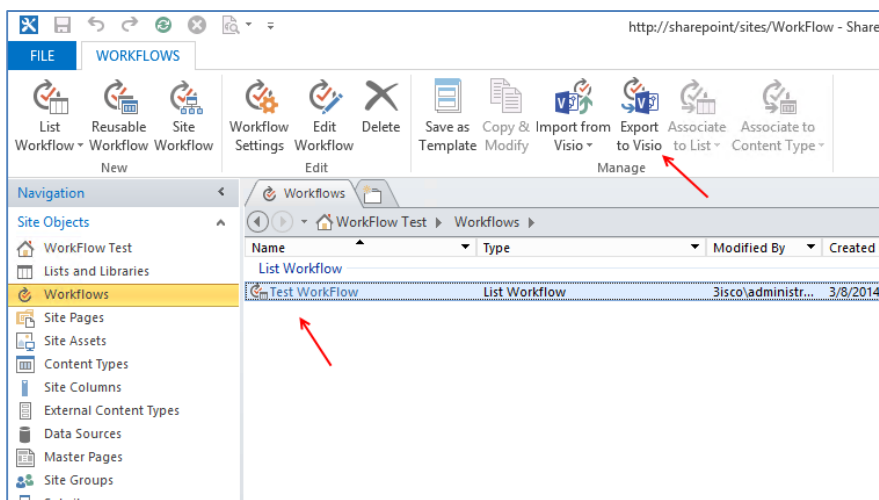 http://sharepoint/sites/WorkFlow - Share
FILE WORKFLOWS
List Workflow
Reusable Workflow
Site Workflow
New
Workflow Settings
Edit Workflow
Delete
Edit
Save as Template
Copy & Modify
Import from Visio
Export to Visio
Associate to List
Associate to Content Type
Manage
Navigation
Site Objects
WorkFlow Test
Lists and Libraries
Workflows
Site Pages
Site Assets
Content Types
Site Columns
External Content Types
Data Sources
Master Pages
Site Groups
Workflows
WorkFlow Test Workflows
Name Type Modified By Created
List Workflow
Test WorkFlow List Workflow 3isco\administr... 3/8/2014